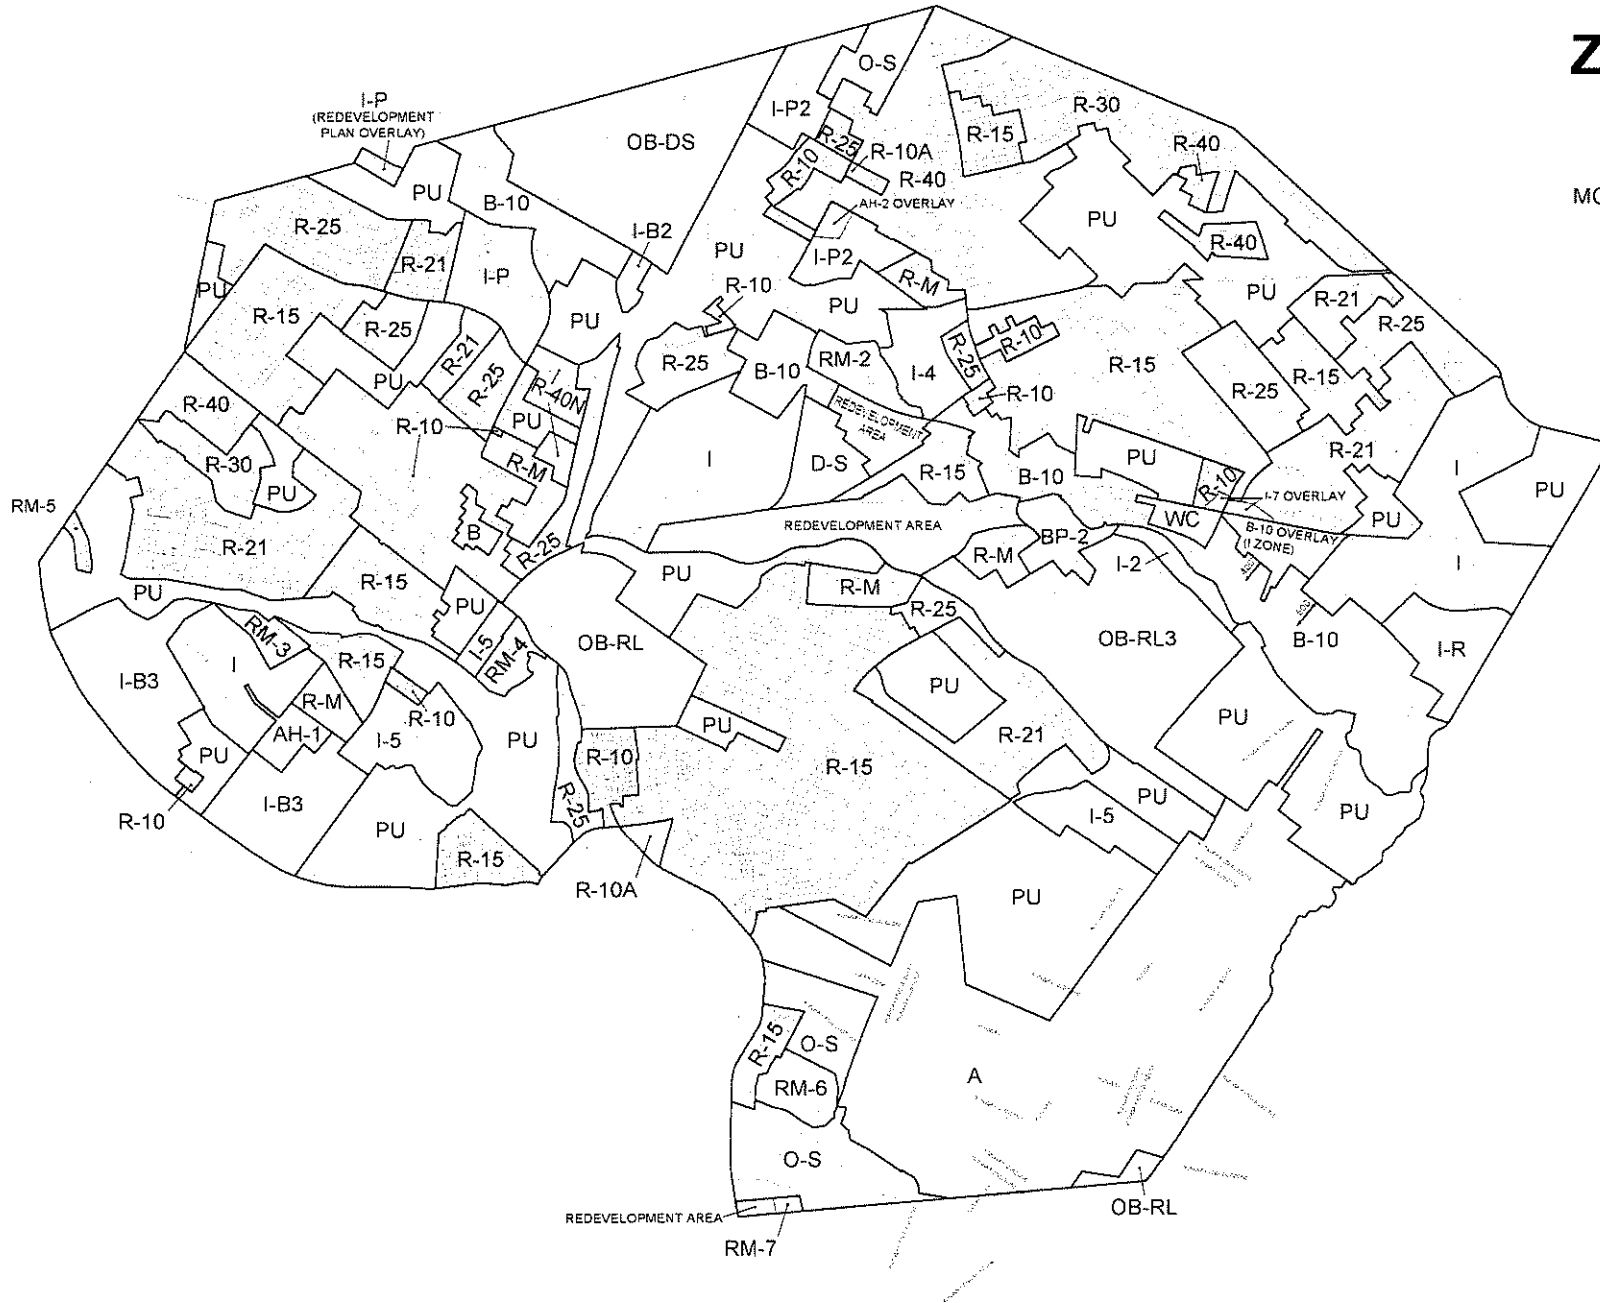 Z
MO
O-S
I-P
(REDEVELOPMENT
PLAN OVERLAY)
I-P2
R-30
R-15
OB-DS
R-25
R-10A
R-40
R-10
R-40
PU
B-10
AH-2 OVERLAY
PU
R-25
I-B2
R-40
R-21
I-P
PU
I-P2
R-M
PU
R-10
PU
PU
R-21
R-15
R-25
PU
R-25
R-10
R-15
R-21
R-25
R-25
B-10
RM-2
I-4
R-25
R-15
PU
R-25
I
R-40N
R-10
R-25
R-40
PU
REDEVELOPMENT
AREA
R-10
R-21
R-30
R-M
I
D-S
R-15
B-10
PU
R-10
I
PU
PU
I-7 OVERLAY
RM-5
B
REDEVELOPMENT AREA
WC
PU
R-21
R-25
BP-2
B-10 OVERLAY
(I ZONE)
R-M
I-2
I
R-15
PU
PU
R-M
PU
R-25
RM-3
I-5
RM-4
OB-RL
OB-RL3
B-10
I-R
R-15
I-B3
I
PU
R-M
R-10
PU
PU
AH-1
I-5
PU
R-21
PU
R-10
R-15
I-B3
R-25
PU
I-5
PU
R-10
PU
R-15
R-10A
PU
R-15
O-S
A
RM-6
O-S
OB-RL
REDEVELOPMENT AREA
RM-7